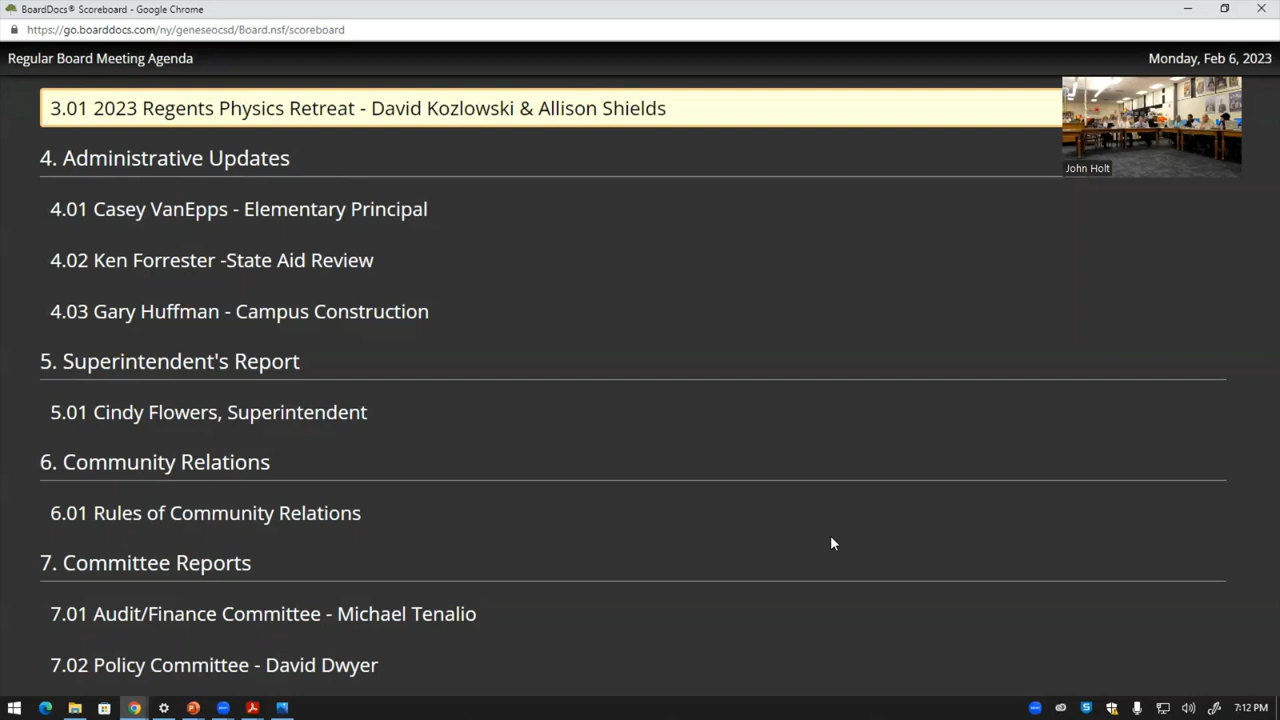 BoardDocs® Scoreboard - Google Chrome
https://go.boarddocs.com/ny/geneseocsd/Board.nsf/scoreboard
Regular Board Meeting Agenda
Monday, Feb 6, 2023
3.01 2023 Regents Physics Retreat - David Kozlowski & Allison Shields
4. Administrative Updates
John Holt
4.01 Casey VanEpps - Elementary Principal
4.02 Ken Forrester -State Aid Review
4.03 Gary Huffman - Campus Construction
5. Superintendent's Report
5.01 Cindy Flowers, Superintendent
6. Community Relations
6.01 Rules of Community Relations
7. Committee Reports
7.01 Audit/Finance Committee - Michael Tenalio
7.02 Policy Committee - David Dwyer
7:12 PM